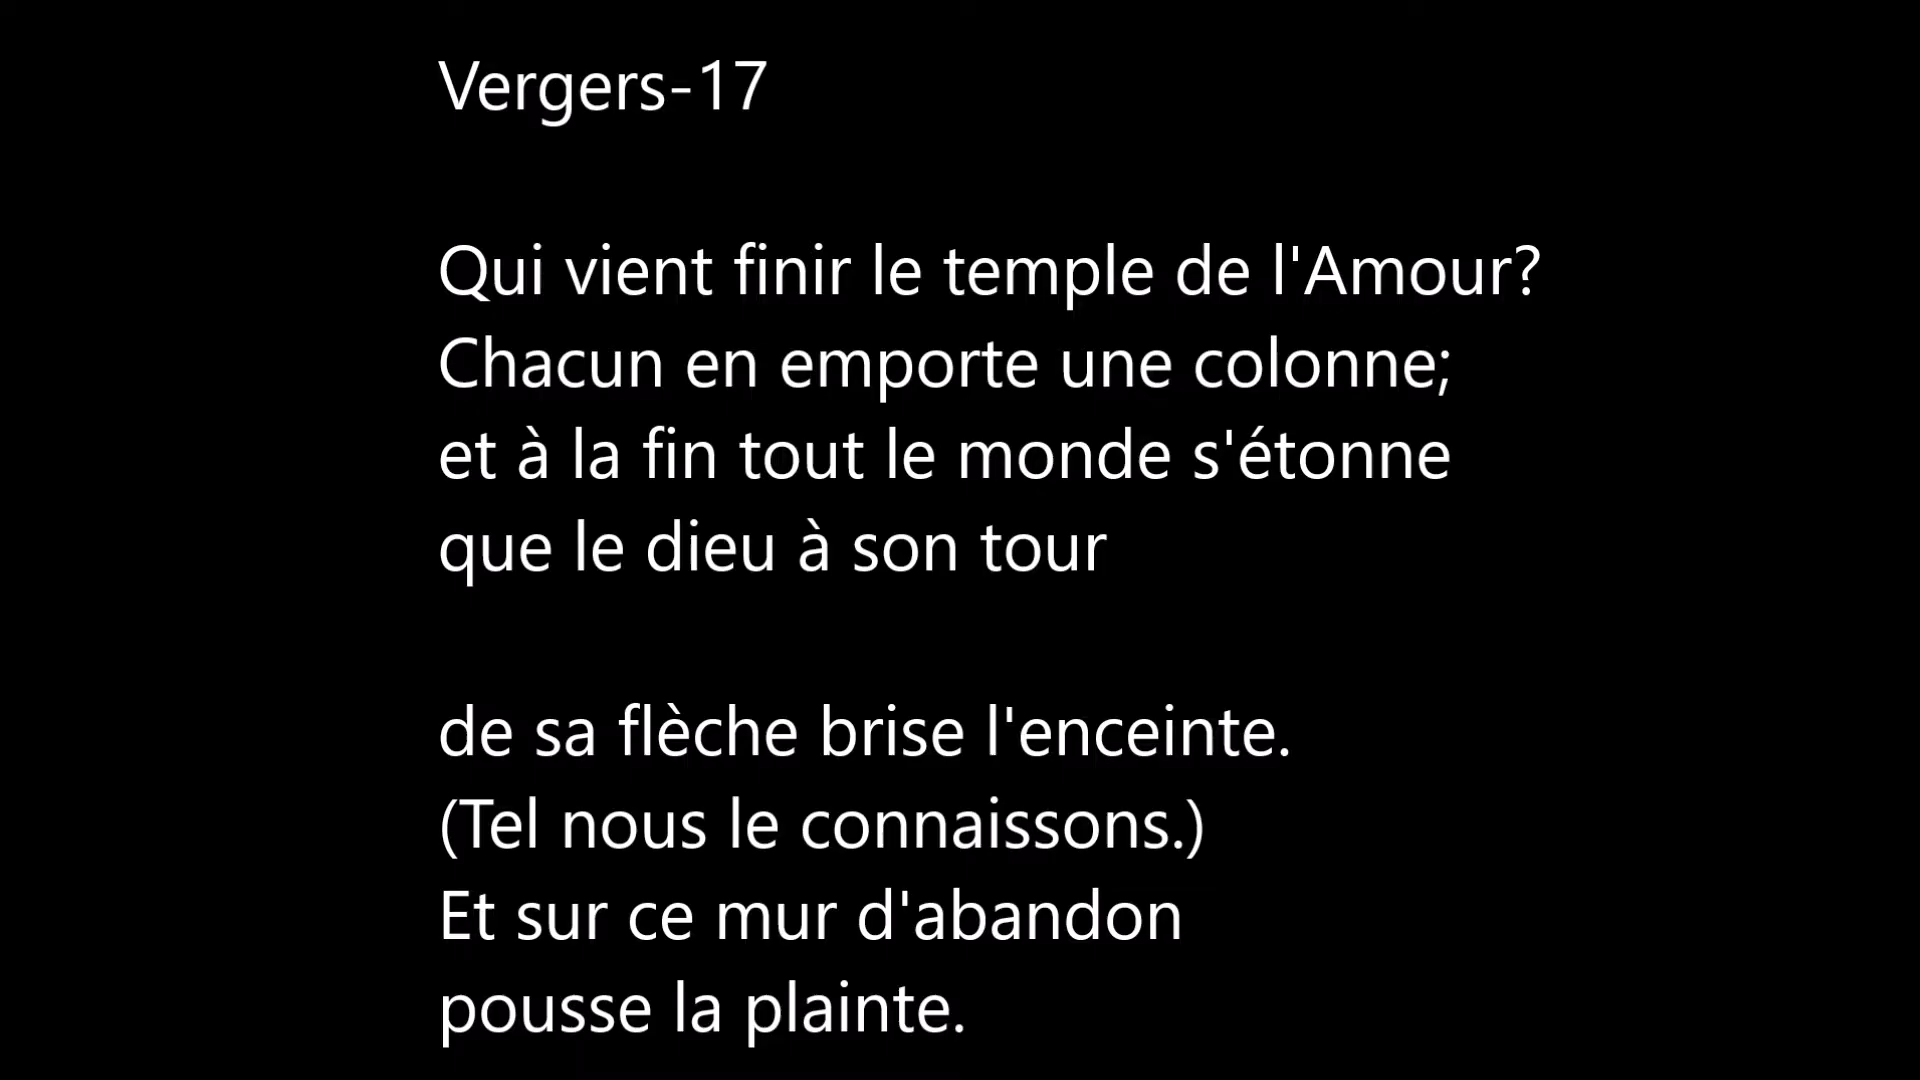 Vergers-17
Qui vient finir le temple de l'Amour?
Chacun en emporte une colonne;
et à la fin tout le monde s'étonne
que le dieu à son tour
de sa flèche brise l'enceinte.
(Tel nous le connaissons.)
Et sur ce mur d'abandon
pousse la plainte.